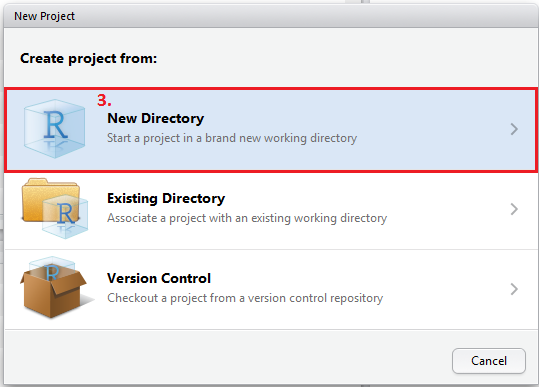 New Project
Create project from:
3.
New Directory
Start a project in a brand new working directory
R
Existing Directory
Associate a project with an existing working directory
R
Version Control
Checkout a project from a version control repository
R
Cancel